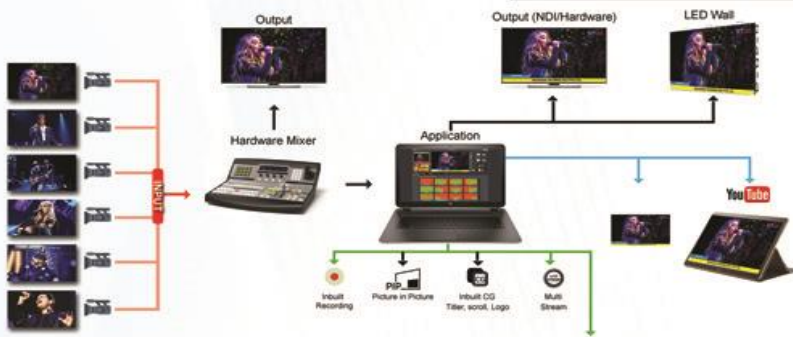 Output
Output (NDI/Hardware)
LED Wall
INPUT
Hardware Mixer
Application
YouTube
Inbuilt
Recording
PiP
Picture in Picture
CG
Inbuilt CG
Titler, scroll, Logo
Multi
Stream